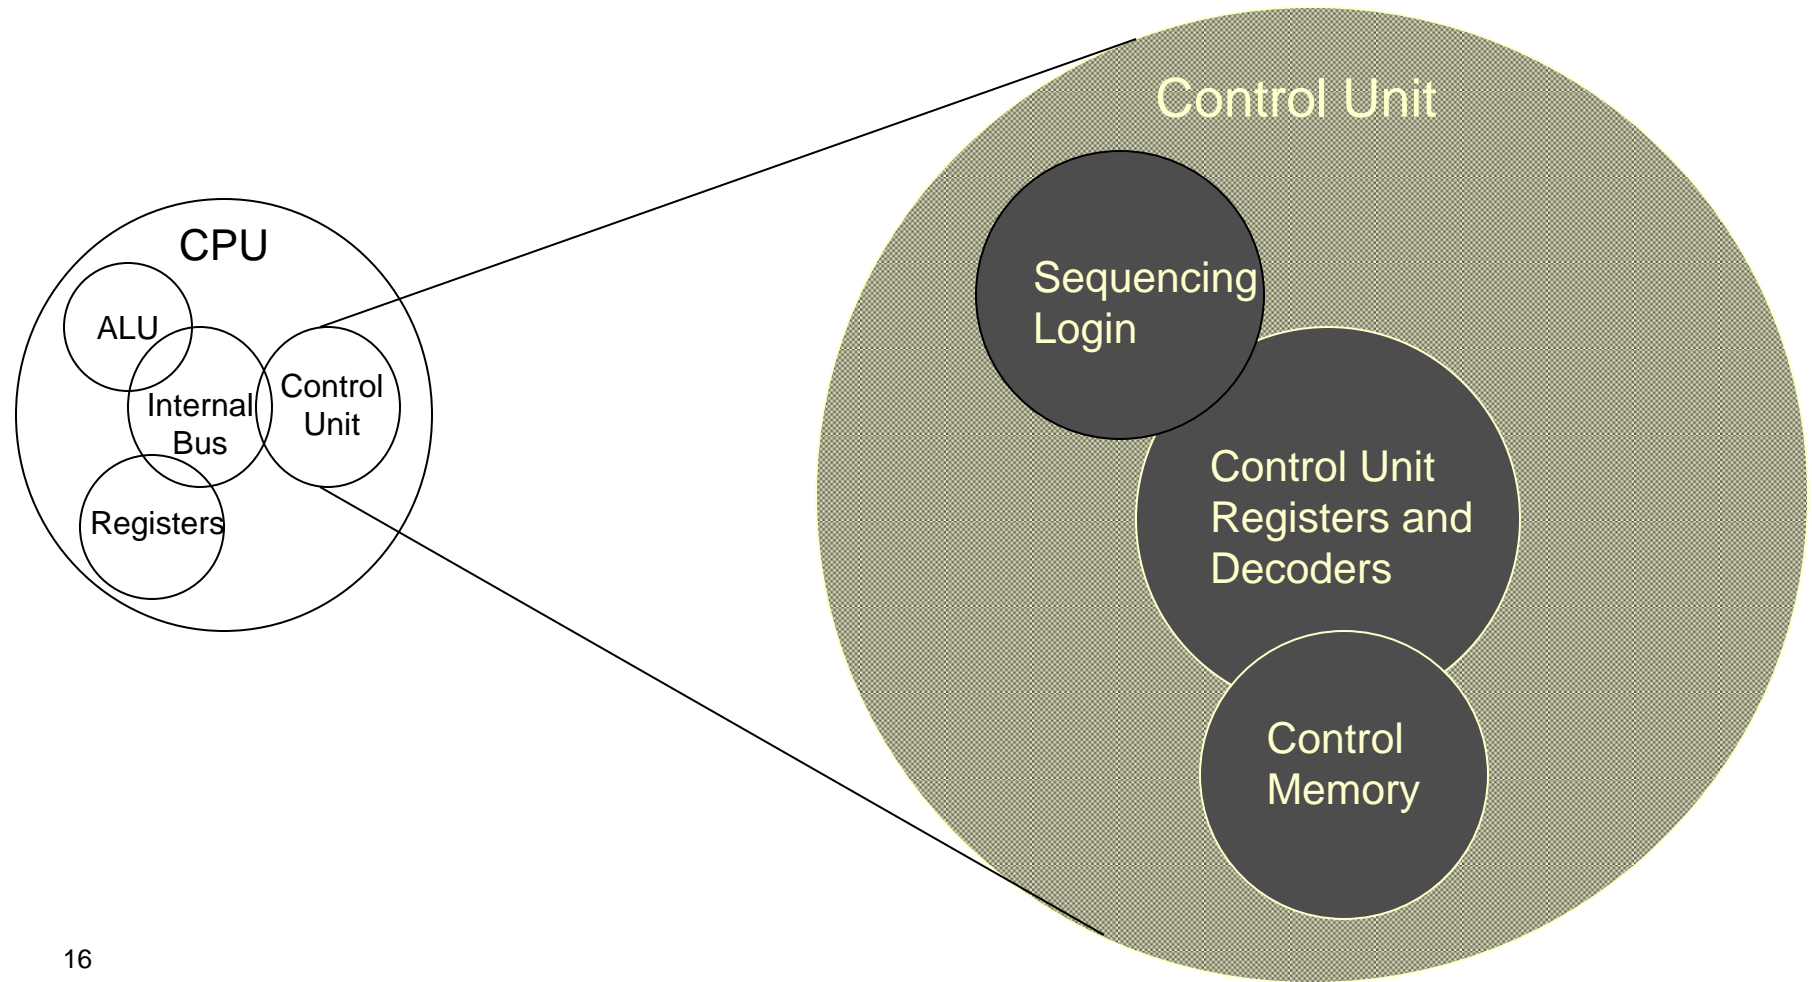 CPU
ALU
Internal
Bus
Control
Unit
Registers
Control Unit
Sequencing
Login
Control Unit
Registers and
Decoders
Control
Memory
16